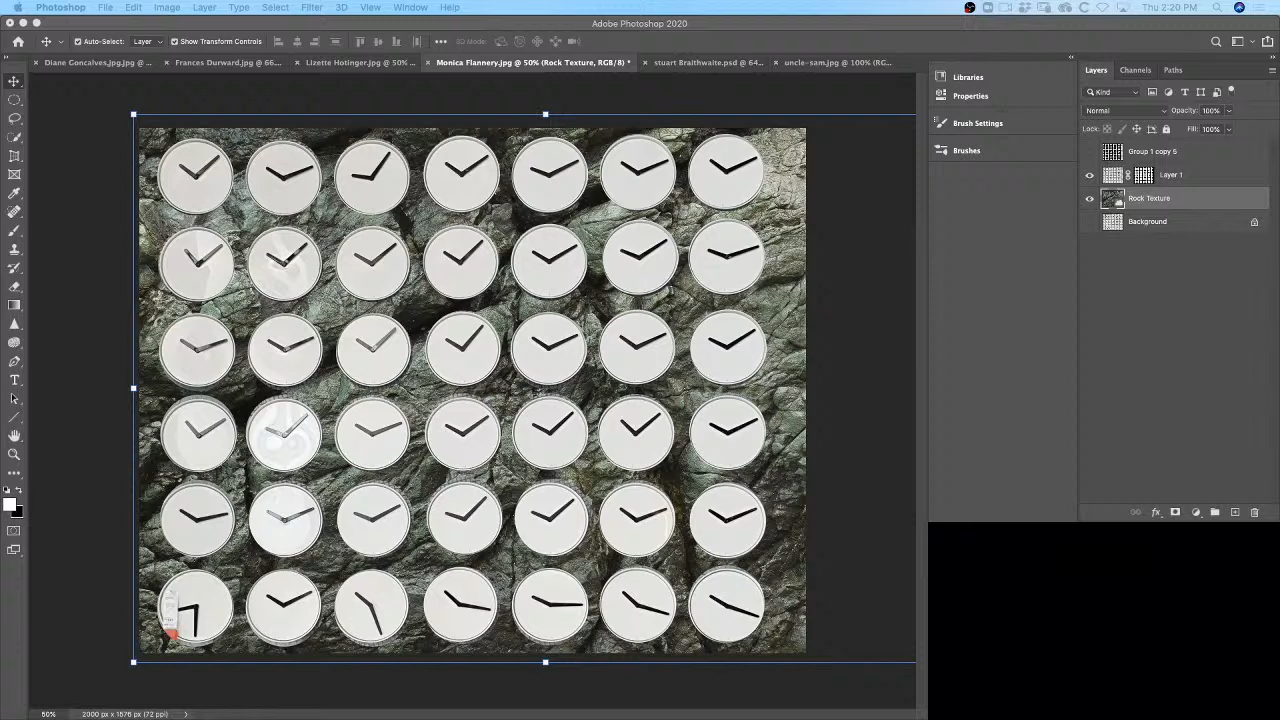 Photoshop File Edit Image Layer Type Select Filter 3D View Window Help Thu 2:20 PM
Adobe Photoshop 2020
Auto-Select: Layer Show Transform Controls 3D Mode:
Diane Goncalves.jpg.jpg @ ... Frances Durward.jpg @ 66.... Lizette Hotinger.jpg @ 50% ... Monica Flannery.jpg @ 50% (Rock Texture, RGB/8) * stuart Braithwaite.psd @ 64... uncle-sam.jpg @ 100% (RG...
Libraries
Properties
Brush Settings
Brushes
Layers Channels Paths
Kind
Normal Opacity: 100%
Lock: Fill: 100%
Group 1 copy 5
Layer 1
Rock Texture
Background
50% 2000 px x 1576 px (72 ppi)